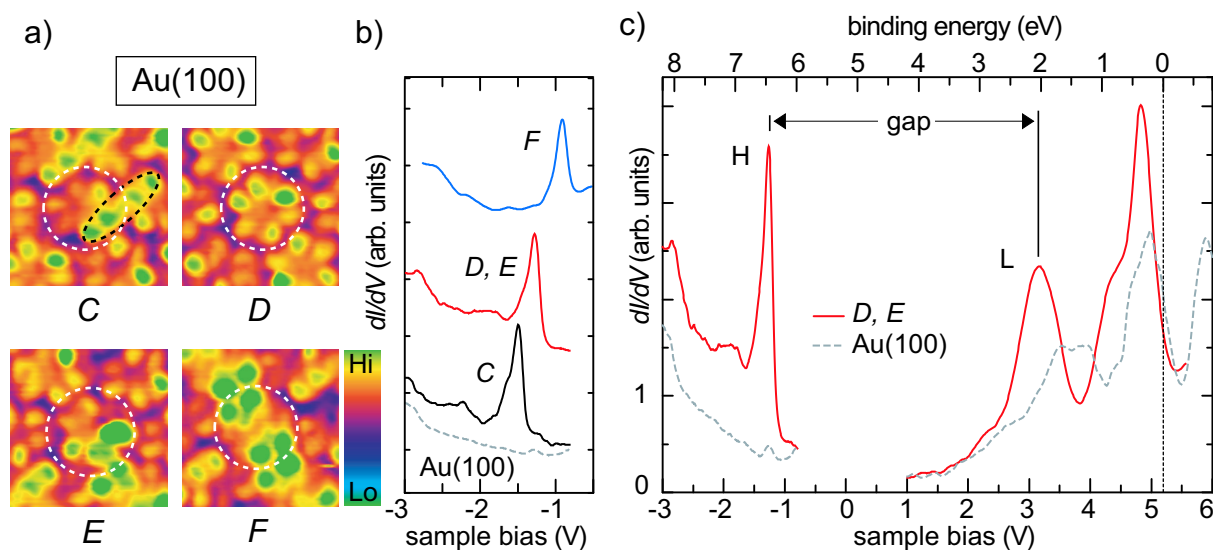 a)
Au(100)
C
D
E
F
Hi
Lo
b)
dI/dV (arb. units)
F
D, E
C
Au(100)
-3 -2 -1
sample bias (V)
c)
binding energy (eV)
8 7 6 5 4 3 2 1 0
gap
H
L
D, E
Au(100)
dI/dV (arb. units)
1
0
-3 -2 -1 0 1 2 3 4 5 6
sample bias (V)